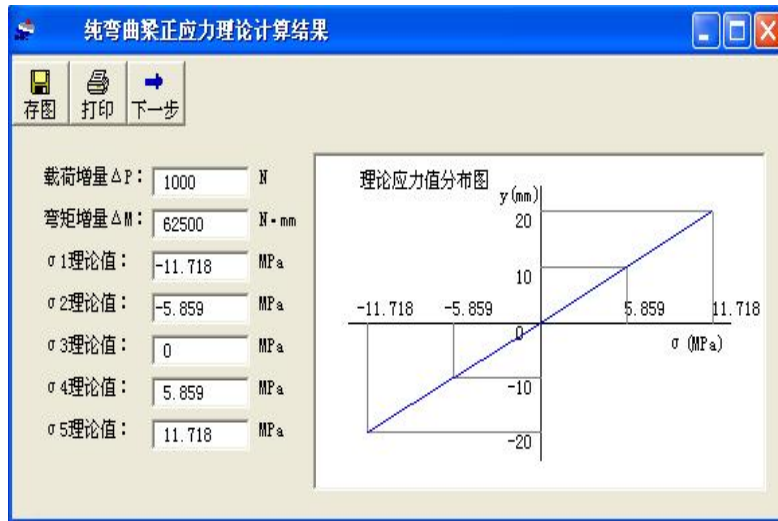 纯弯曲梁正应力理论计算结果
存图 打印 下一步
载荷增量ΔP: 1000 N
弯矩增量ΔM: 62500 N-mm
σ1理论值: -11.718 MPa
σ2理论值: -5.859 MPa
σ3理论值: 0 MPa
σ4理论值: 5.859 MPa
σ5理论值: 11.718 MPa
理论应力值分布图
y(mm)
20
10
-11.718 -5.859 5.859 11.718
0
σ (MPa)
-10
-20